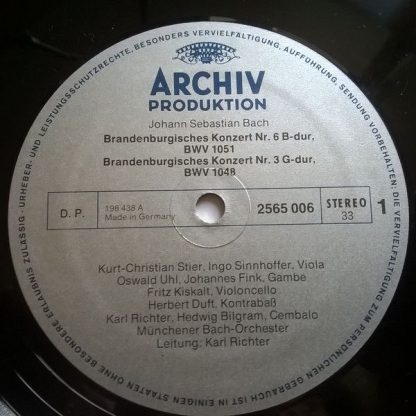 URHEBER- UND LEISTUNGSSCHUTZRECHTE, BESONDERS VERVIELFÄLTIGUNG, AUFFÜHRUNG, SENDUNG VORBEHALTEN: DIE VERVIELFÄLTIGUNG ZUM PERSÖNLICHEN GEBRAUCH IST IN EINIGEN STAATEN OHNE BESONDERE ERLAUBNIS ZULÄSSIG -
ARCHIV
PRODUKTION
Johann Sebastian Bach
Brandenburgisches Konzert Nr. 6 B-dur,
BWV 1051
Brandenburgisches Konzert Nr. 3 G-dur,
BWV 1048
D. P.
198 438 A
Made in Germany
2565 006
STEREO
33
1
Kurt-Christian Stier, Ingo Sinnhoffer, Viola
Oswald Uhl, Johannes Fink, Gambe
Fritz Kiskalt, Violoncello
Herbert Duft, Kontrabaß
Karl Richter, Hedwig Bilgram, Cembalo
Münchener Bach-Orchester
Leitung: Karl Richter